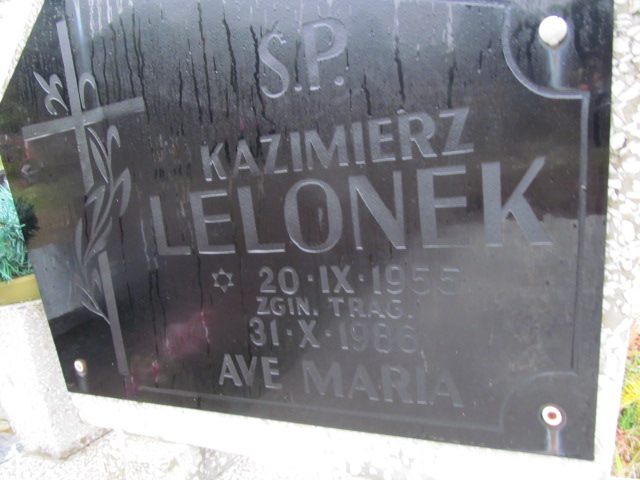 Ś.P.
KAZIMIERZ
LELONEK
✡ 20·IX·1955
ZGIN. TRAG.
31·X·1986
AVE MARIA